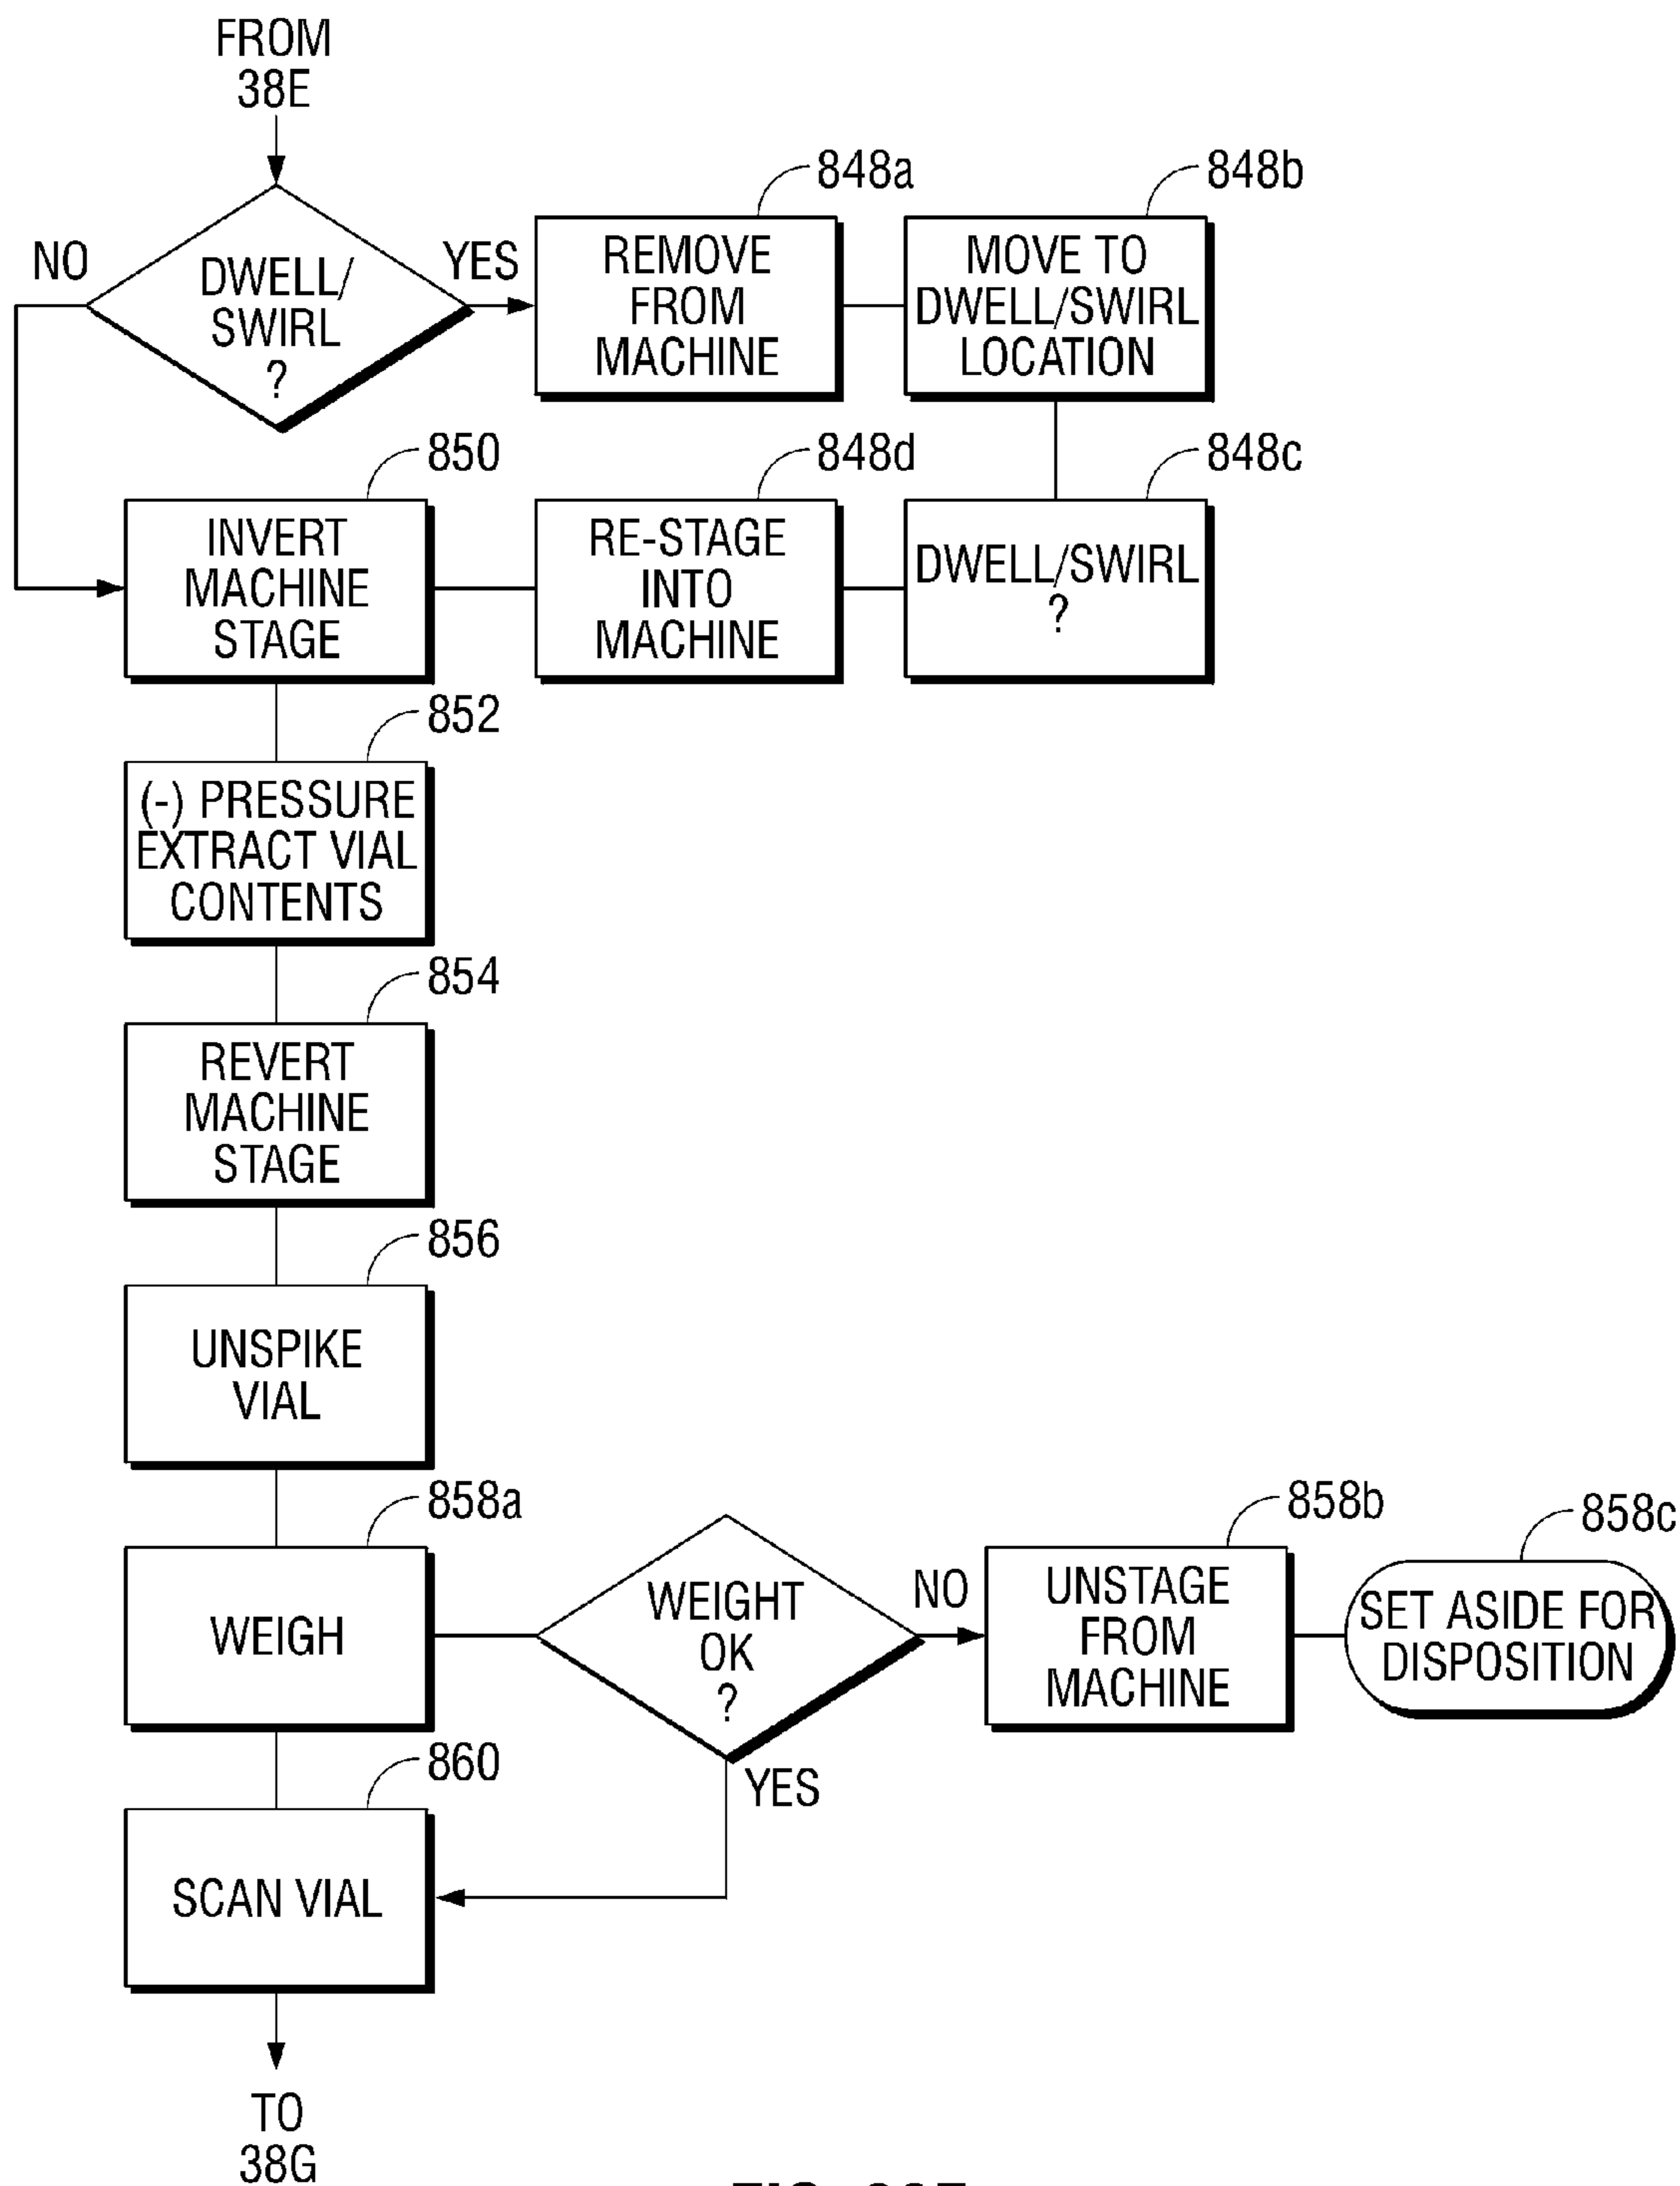 FROM
38E
NO
DWELL/
SWIRL
?
YES
848a
REMOVE
FROM
MACHINE
848b
MOVE TO
DWELL/SWIRL
LOCATION
850
INVERT
MACHINE
STAGE
848d
RE-STAGE
INTO
MACHINE
848c
DWELL/SWIRL
?
852
(-) PRESSURE
EXTRACT VIAL
CONTENTS
854
REVERT
MACHINE
STAGE
856
UNSPIKE
VIAL
858a
WEIGH
WEIGHT
OK
?
NO
YES
858b
UNSTAGE
FROM
MACHINE
858c
SET ASIDE FOR
DISPOSITION
860
SCAN VIAL
TO
38G